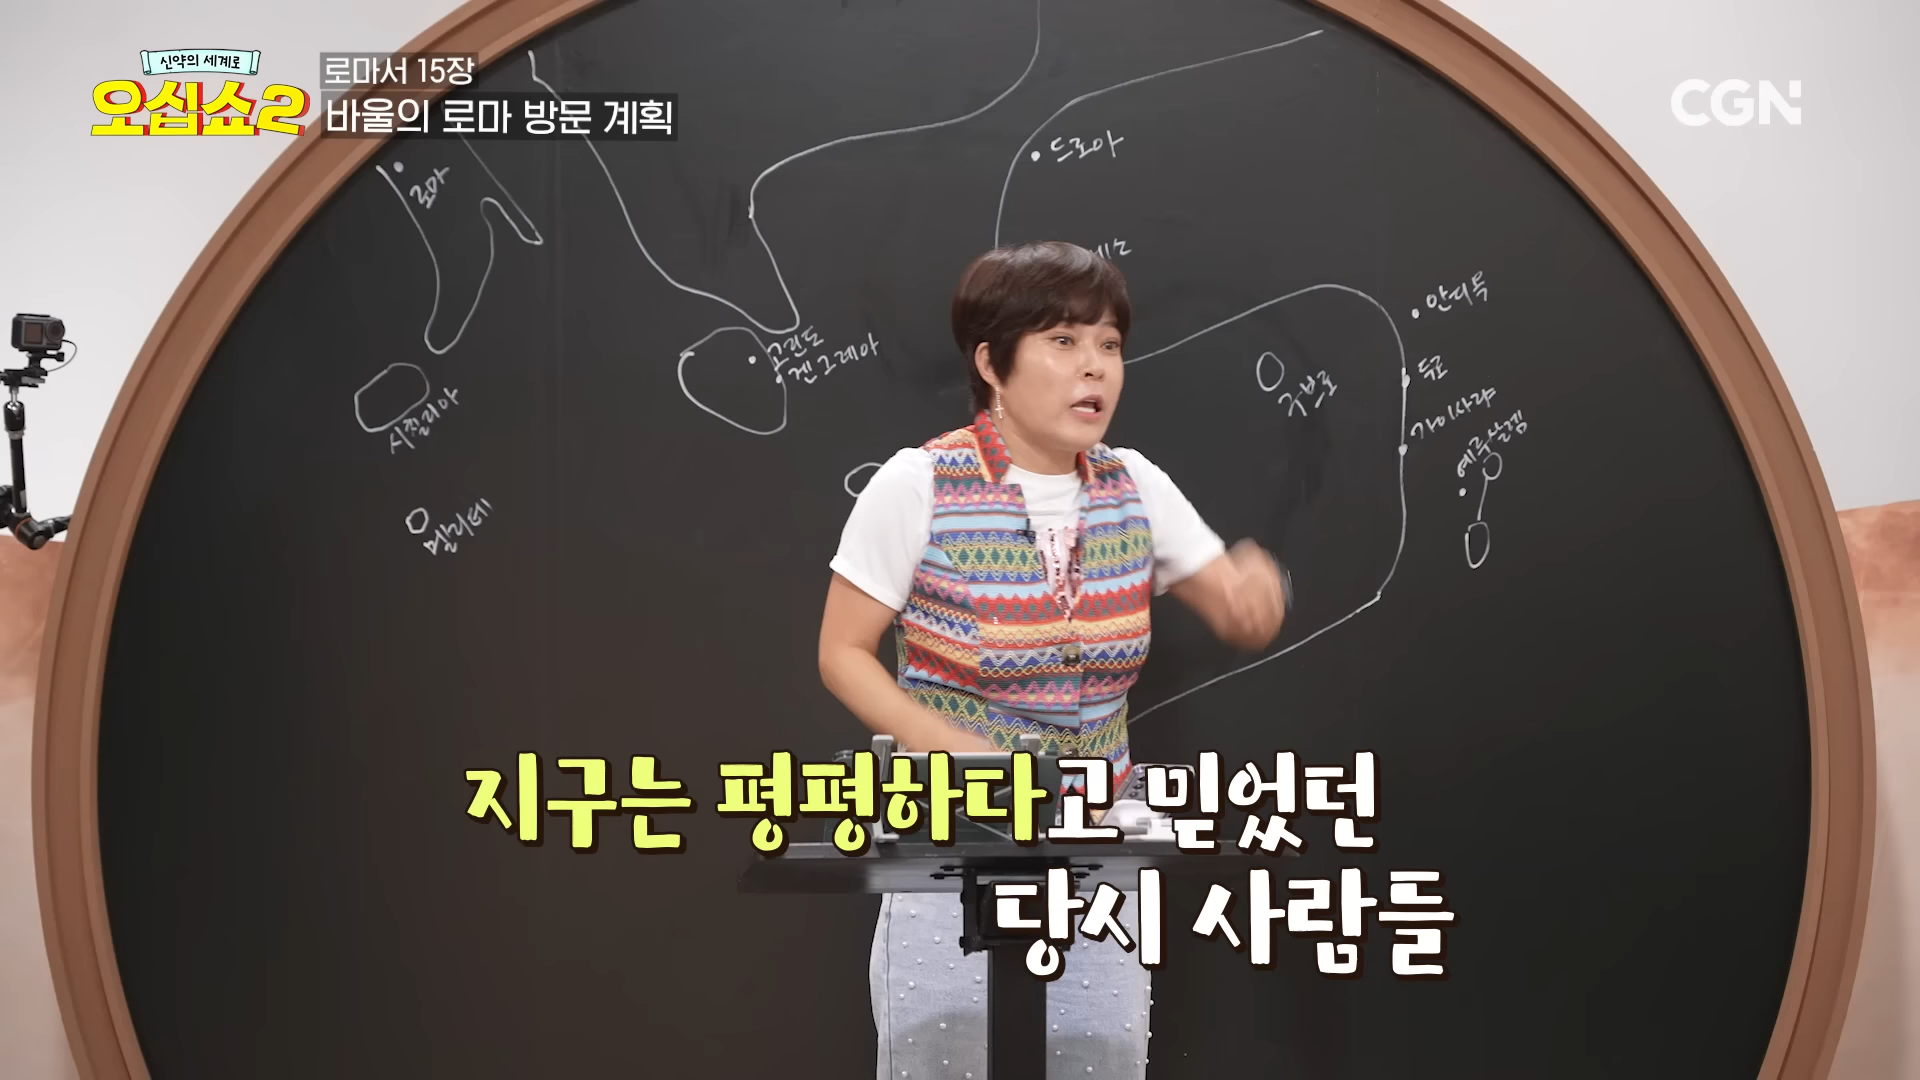 신약의 세계로
오십쇼2
로마서 15장
바울의 로마 방문 계획
CGN
로마
드로아
에소
안디옥
고린도
겐그레아
두로
구브로
가이사랴
예루살렘
시칠리아
멜리데
지구는 평평하다고 믿었던
당시 사람들